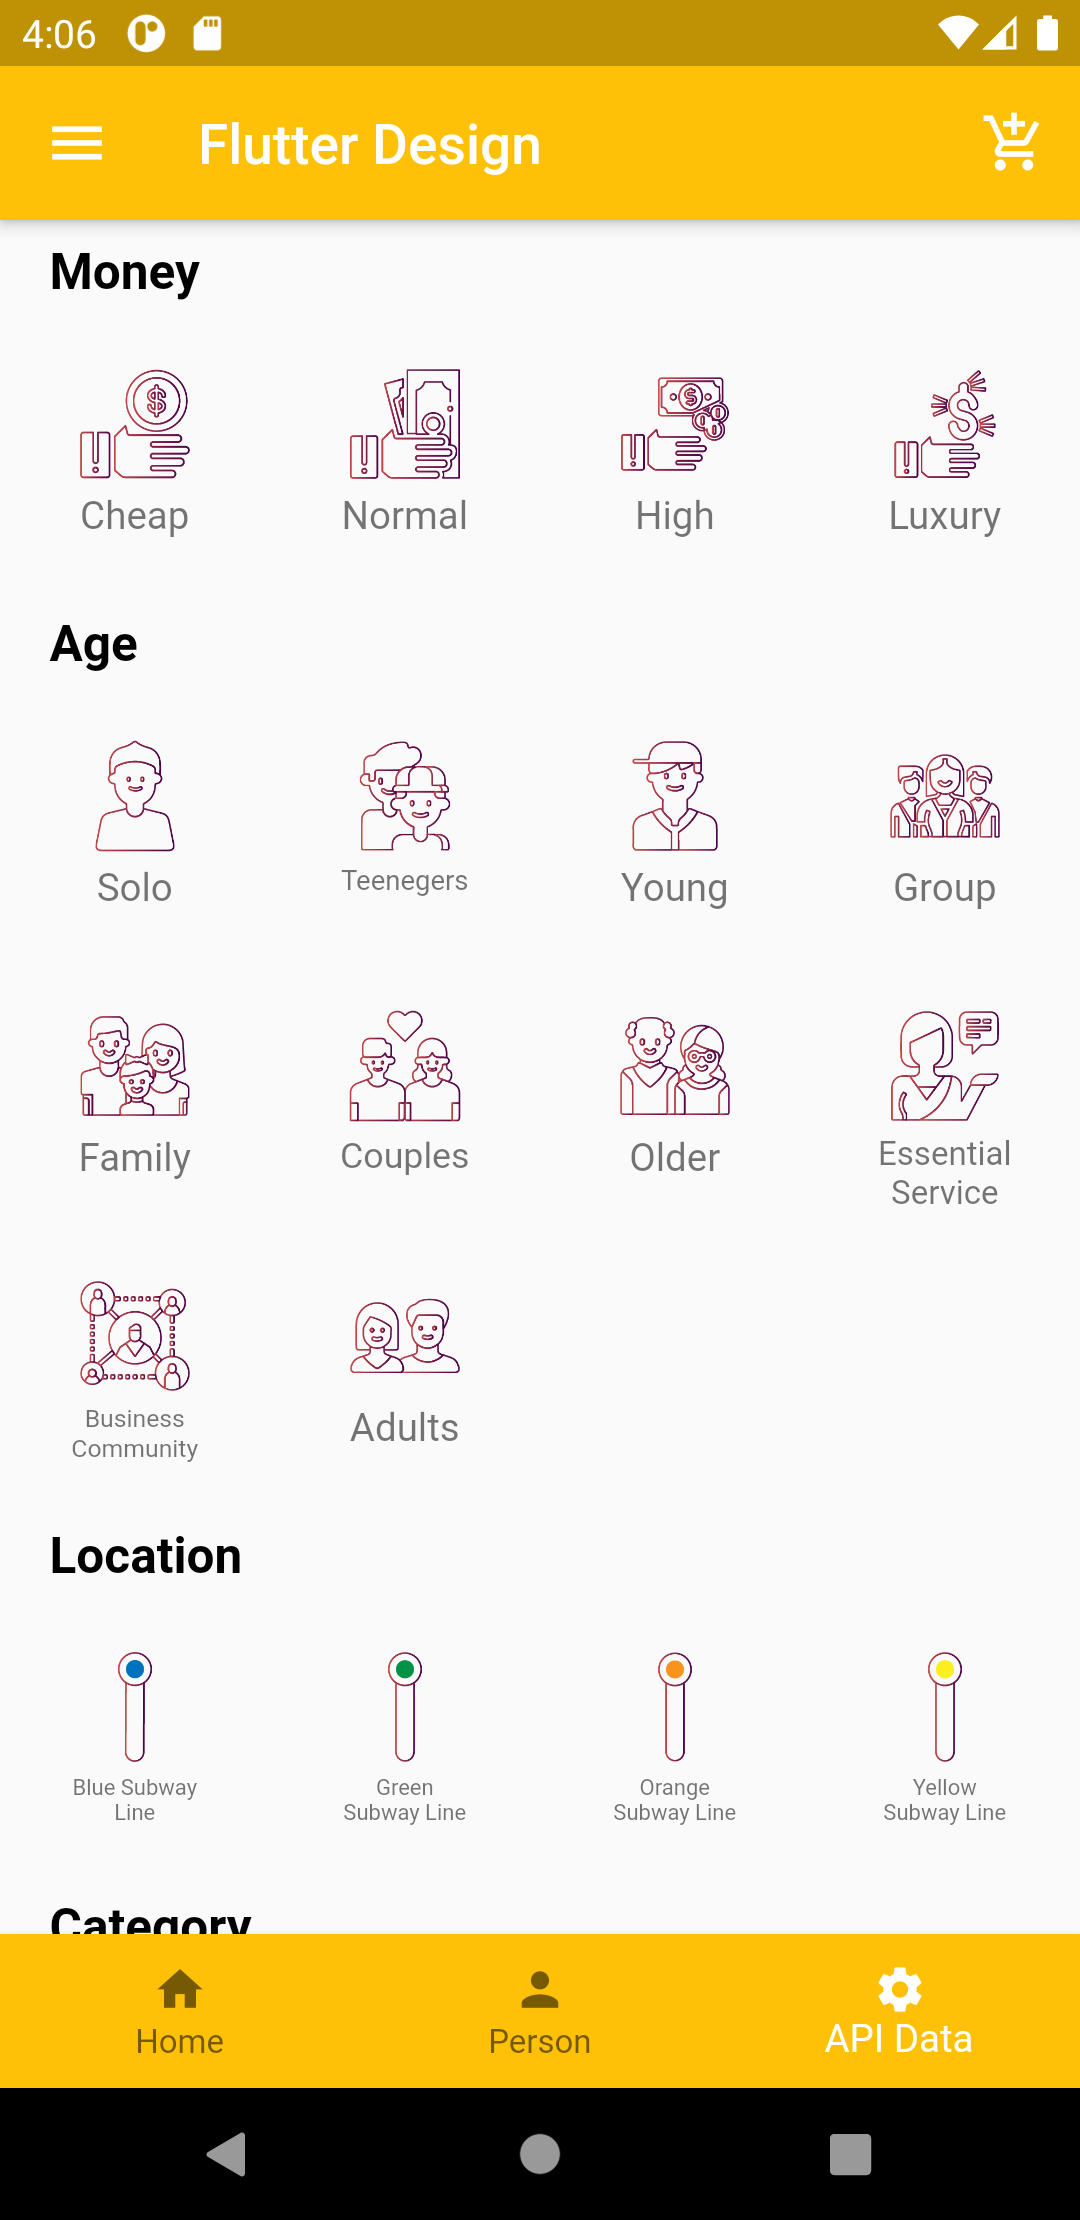 4:06
Flutter Design
Money
Cheap
Normal
High
Luxury
Age
Solo
Teenegers
Young
Group
Family
Couples
Older
Essential
Service
Business
Community
Adults
Location
Blue Subway
Line
Green
Subway Line
Orange
Subway Line
Yellow
Subway Line
Category
Home
Person
API Data